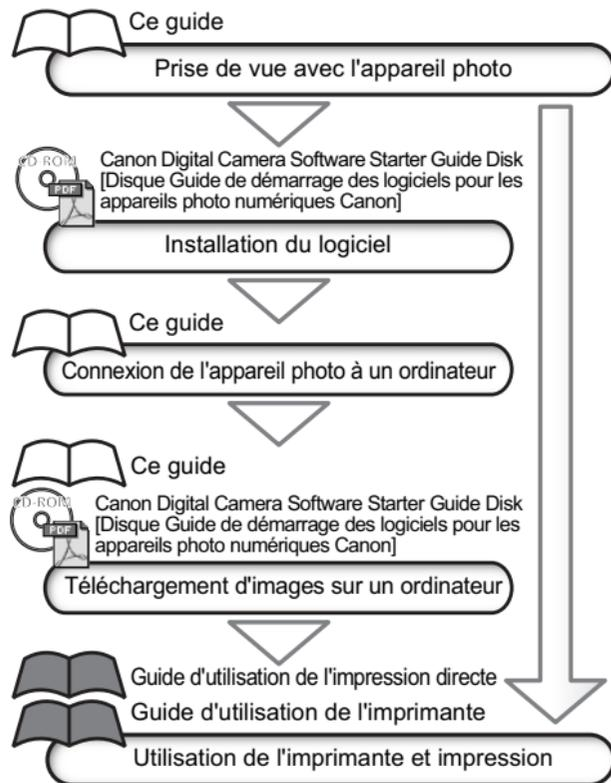 Ce guide
Prise de vue avec l'appareil photo
CD-ROM
PDF
Canon Digital Camera Software Starter Guide Disk
[Disque Guide de démarrage des logiciels pour les
appareils photo numériques Canon]
Installation du logiciel
Ce guide
Connexion de l'appareil photo à un ordinateur
Ce guide
CD-ROM
PDF
Canon Digital Camera Software Starter Guide Disk
[Disque Guide de démarrage des logiciels pour les
appareils photo numériques Canon]
Téléchargement d'images sur un ordinateur
Guide d'utilisation de l'impression directe
Guide d'utilisation de l'imprimante
Utilisation de l'imprimante et impression